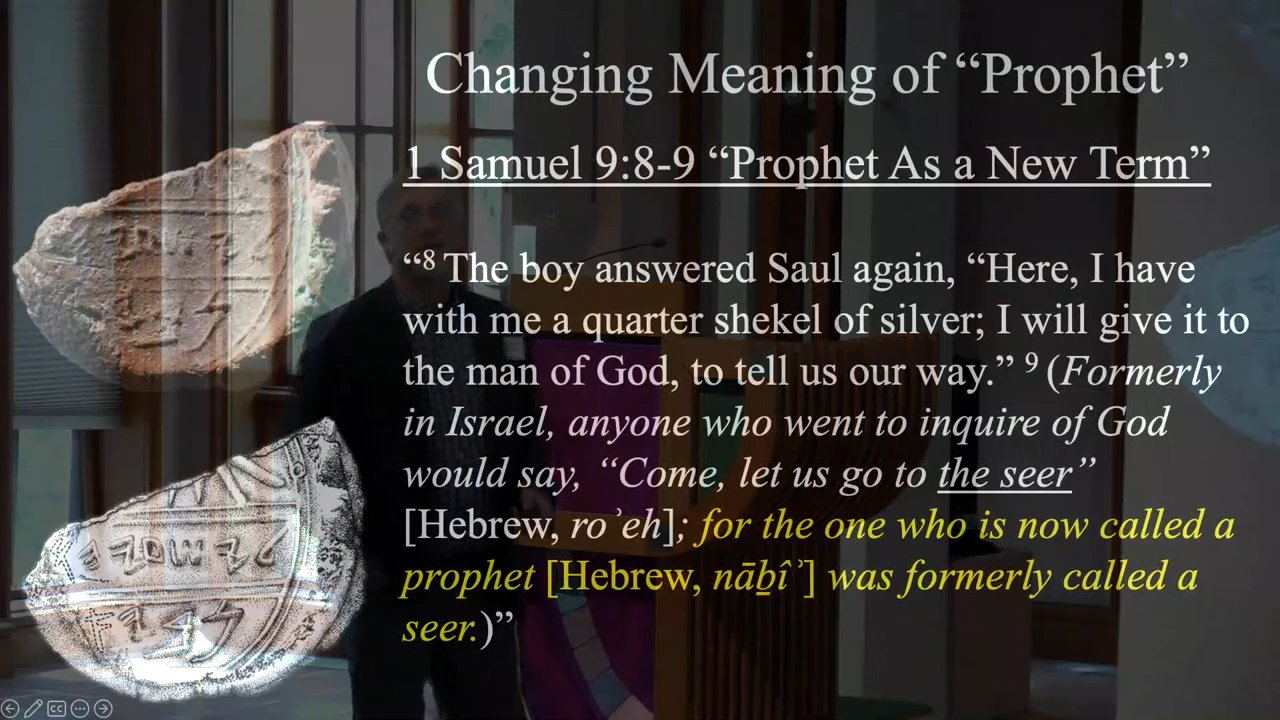 Changing Meaning of “Prophet”
1 Samuel 9:8-9 “Prophet As a New Term”
“⁸ The boy answered Saul again, “Here, I have
with me a quarter shekel of silver; I will give it to
the man of God, to tell us our way.” ⁹ (Formerly
in Israel, anyone who went to inquire of God
would say, “Come, let us go to the seer”
[Hebrew, ro ʾeh]; for the one who is now called a
prophet [Hebrew, nāḇîʾ] was formerly called a
seer.)”